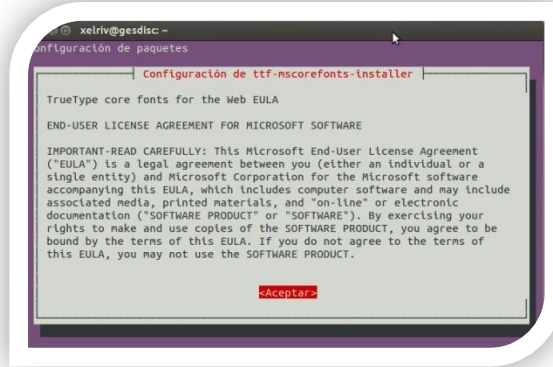 xelriv@gesdisc: ~
onfiguración de paquetes
Configuración de ttf-mscorefonts-installer
TrueType core fonts for the Web EULA
END-USER LICENSE AGREEMENT FOR MICROSOFT SOFTWARE
IMPORTANT-READ CAREFULLY: This Microsoft End-User License Agreement
("EULA") is a legal agreement between you (either an individual or a
single entity) and Microsoft Corporation for the Microsoft software
accompanying this EULA, which includes computer software and may include
associated media, printed materials, and "on-line" or electronic
documentation ("SOFTWARE PRODUCT" or "SOFTWARE"). By exercising your
rights to make and use copies of the SOFTWARE PRODUCT, you agree to be
bound by the terms of this EULA. If you do not agree to the terms of
this EULA, you may not use the SOFTWARE PRODUCT.
<Aceptar>